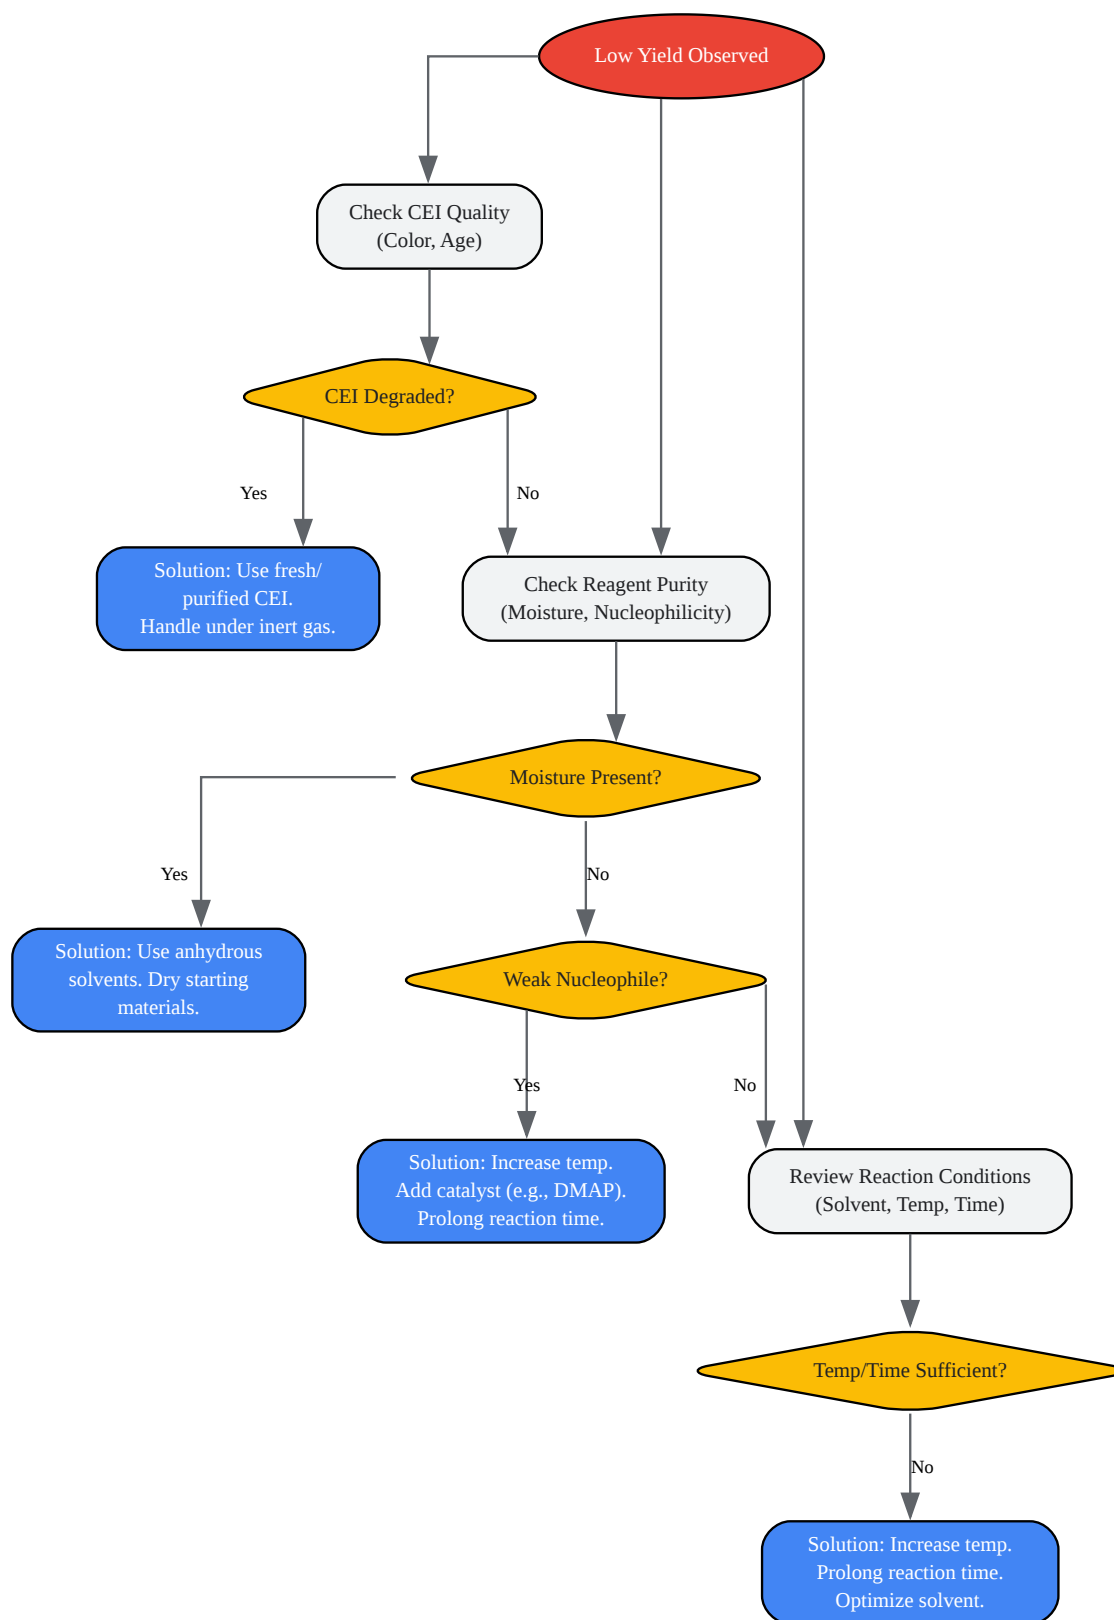 Low Yield Observed
Check CEI Quality
(Color, Age)
CEI Degraded?
Yes
No
Solution: Use fresh/
purified CEI.
Handle under inert gas.
Check Reagent Purity
(Moisture, Nucleophilicity)
Moisture Present?
Yes
No
Solution: Use anhydrous
solvents. Dry starting
materials.
Weak Nucleophile?
Yes
No
Solution: Increase temp.
Add catalyst (e.g., DMAP).
Prolong reaction time.
Review Reaction Conditions
(Solvent, Temp, Time)
Temp/Time Sufficient?
No
Solution: Increase temp.
Prolong reaction time.
Optimize solvent.